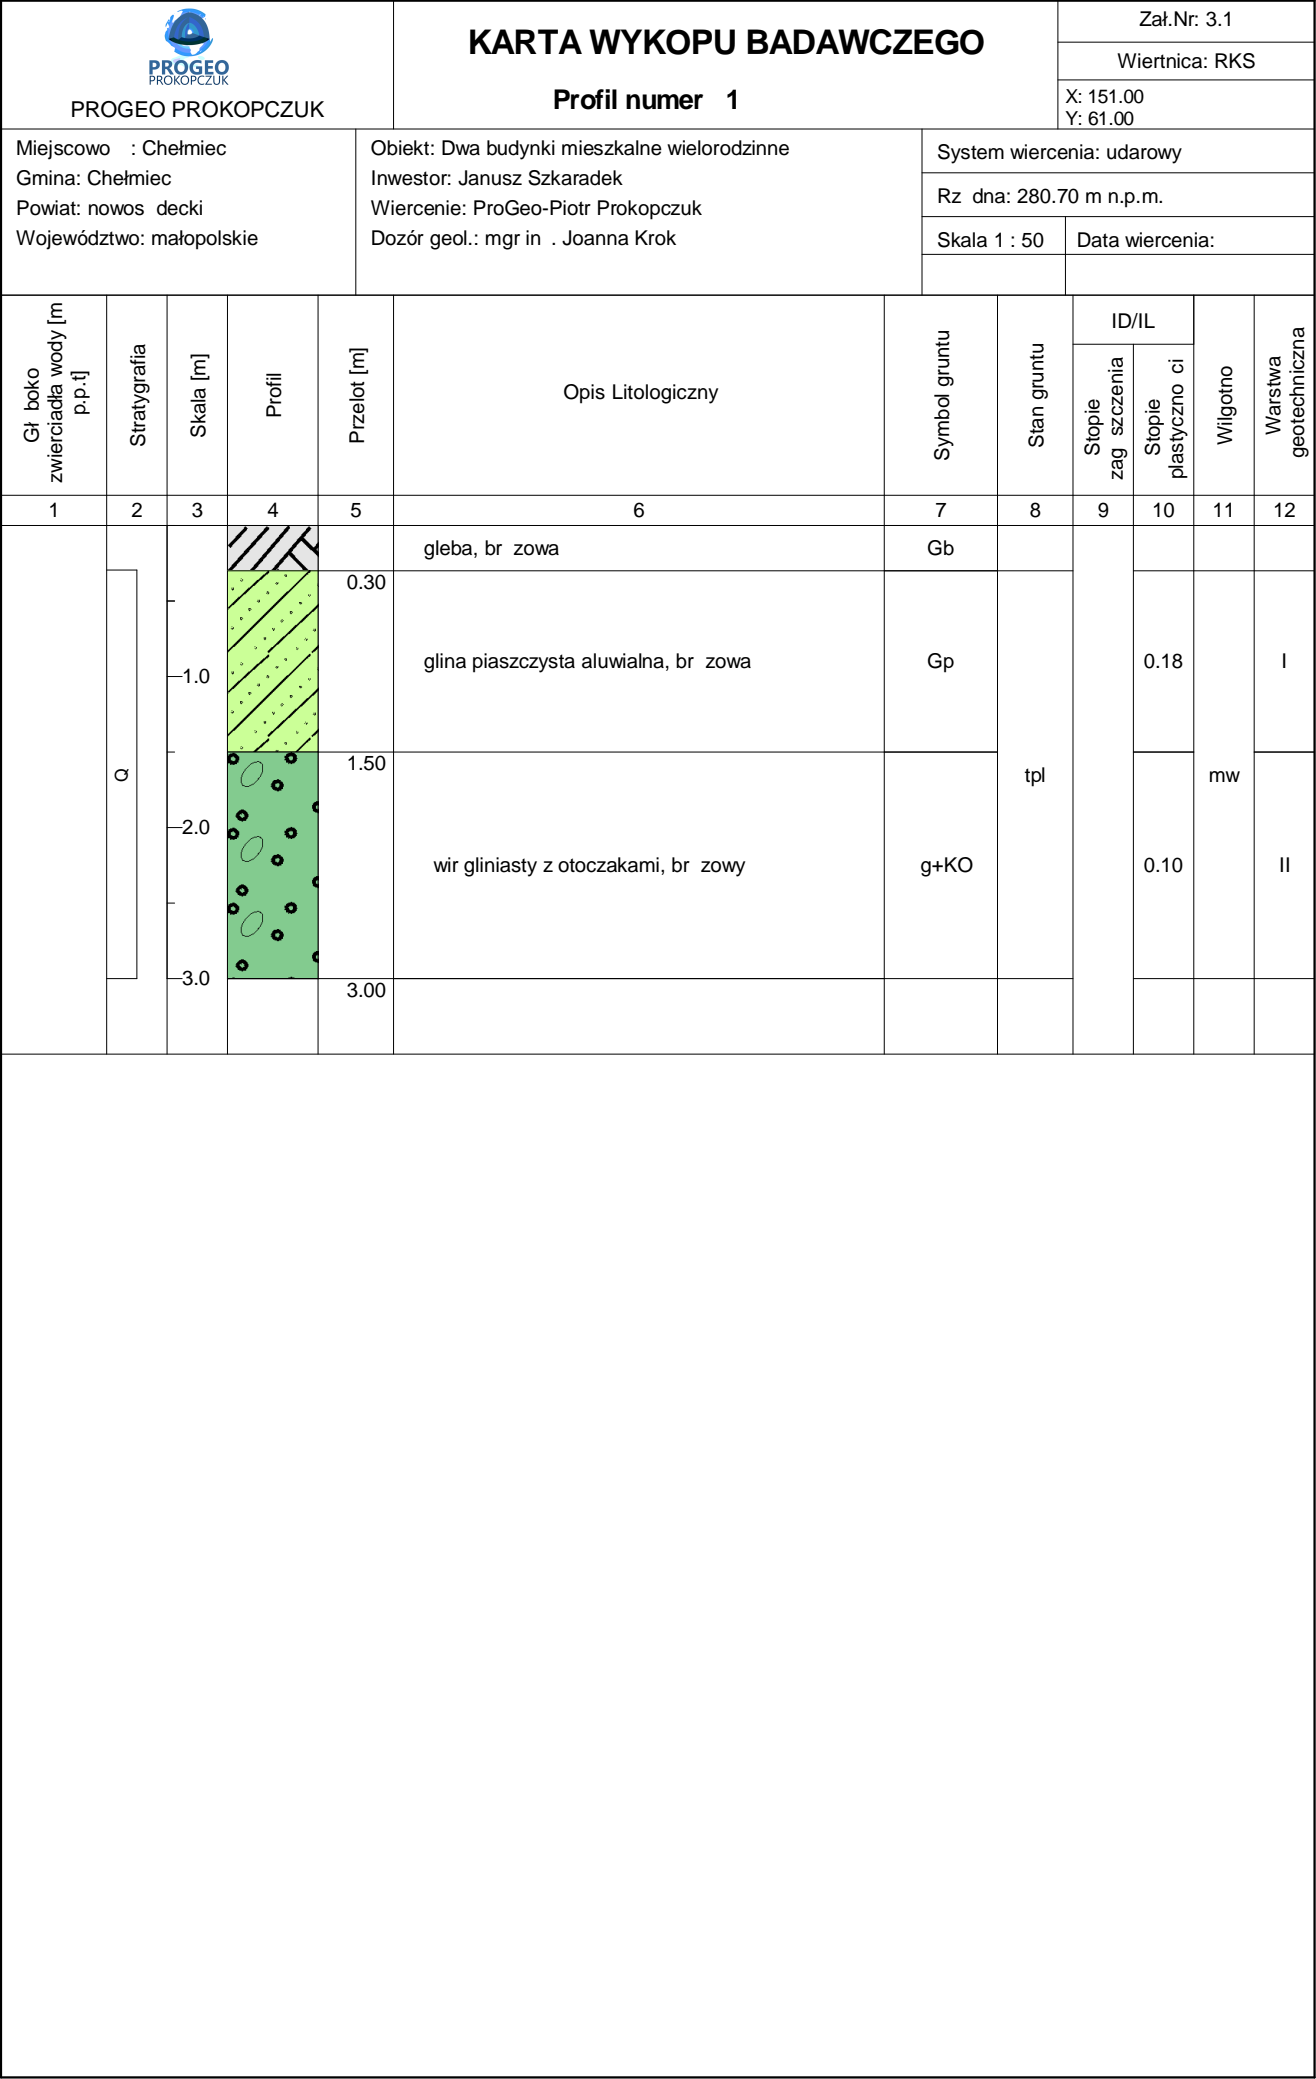 PROGEO
PROKOPCZUK
PROGEO PROKOPCZUK
KARTA WYKOPU BADAWCZEGO
Profil numer 1
Zał.Nr: 3.1
Wiertnica: RKS
X: 151.00
Y: 61.00
Miejscowo : Chełmiec
Gmina: Chełmiec
Powiat: nowos decki
Województwo: małopolskie
Obiekt: Dwa budynki mieszkalne wielorodzinne
Inwestor: Janusz Szkaradek
Wiercenie: ProGeo-Piotr Prokopczuk
Dozór geol.: mgr in . Joanna Krok
System wiercenia: udarowy
Rz dna: 280.70 m n.p.m.
Skala 1 : 50
Data wiercenia:
Gł boko
zwierciadła wody [m
p.p.t]
Stratygrafia
Skala [m]
Profil
Przelot [m]
Opis Litologiczny
Symbol gruntu
Stan gruntu
ID/IL
Stopie
zag szczenia
Stopie
plastyczno ci
Wilgotno
Warstwa
geotechniczna
1 2 3 4 5 6 7 8 9 10 11 12
gleba, br zowa Gb
0.30
glina piaszczysta aluwialna, br zowa Gp 0.18 I
1.0
1.50
Q tpl mw
2.0
wir gliniasty z otoczakami, br zowy g+KO 0.10 II
3.0
3.00